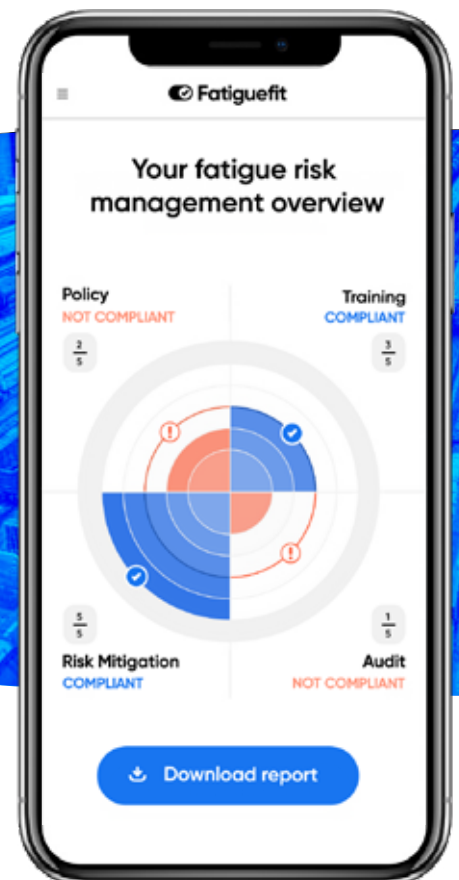 Fatiguefit
Your fatigue risk
management overview
Policy
NOT COMPLIANT
2
5
Training
COMPLIANT
3
5
5
5
Risk Mitigation
COMPLIANT
1
5
Audit
NOT COMPLIANT
Download report